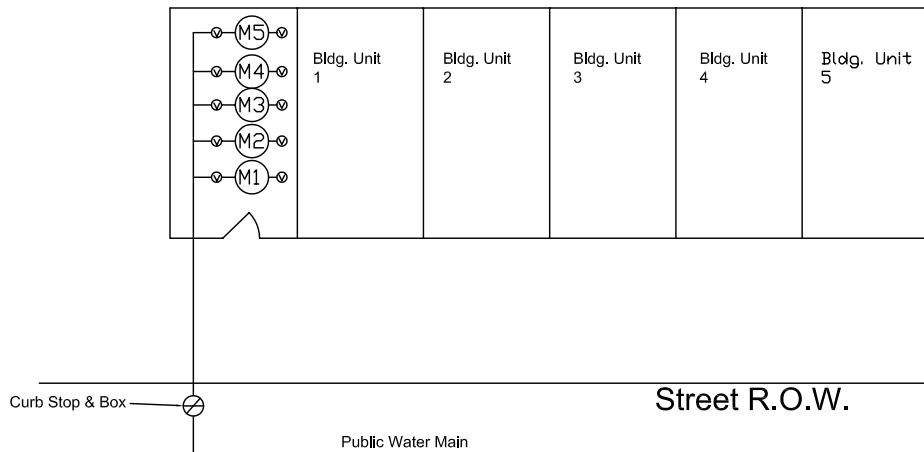 M5
M4
M3
M2
M1
V V
V V
V V
V V
V V
Bldg. Unit
1
Bldg. Unit
2
Bldg. Unit
3
Bldg. Unit
4
Bldg. Unit
5
Curb Stop & Box
Street R.O.W.
Public Water Main